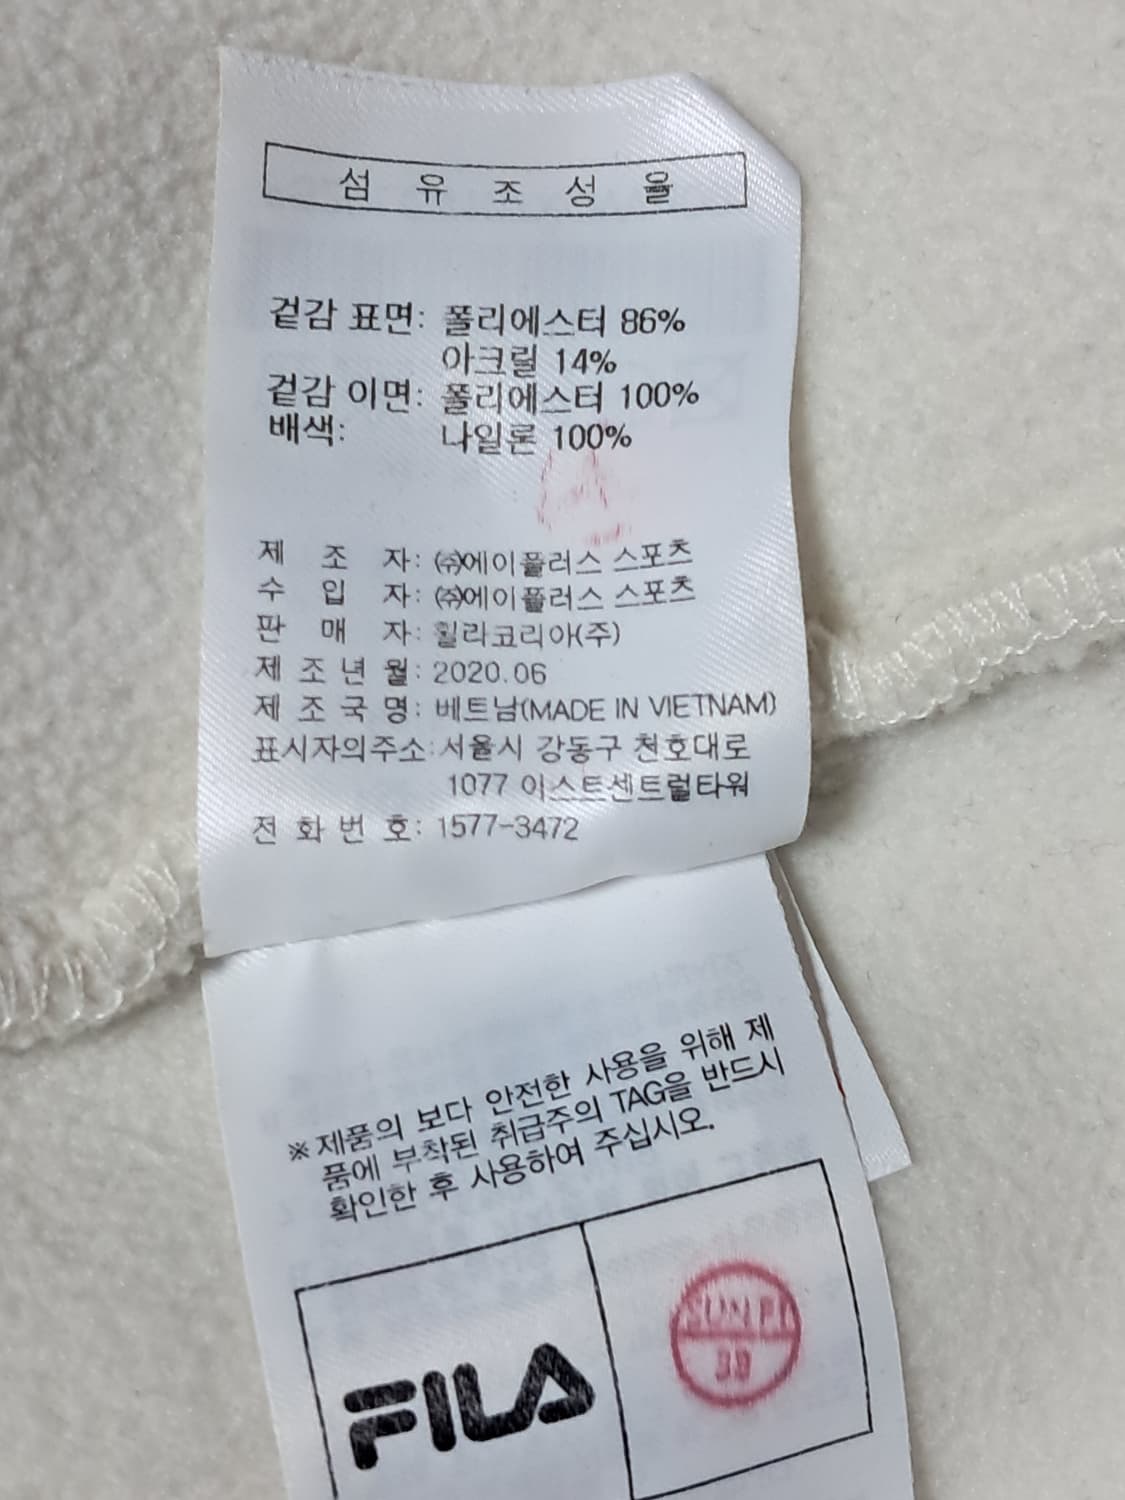 섬 유 조 성 율
겉감 표면: 폴리에스터 86%
아크릴 14%
겉감 이면: 폴리에스터 100%
배색: 나일론 100%
제 조 자: ㈜에이플러스 스포츠
수 입 자: ㈜에이플러스 스포츠
판 매 자: 휠라코리아(주)
제 조 년 월: 2020.06
제 조 국 명: 베트남(MADE IN VIETNAM)
표시자의주소: 서울시 강동구 천호대로
1077 이스트센트럴타워
전 화 번 호: 1577-3472
※ 제품의 보다 안전한 사용을 위해 제
품에 부착된 취급주의 TAG을 반드시
확인한 후 사용하여 주십시오.
FILA